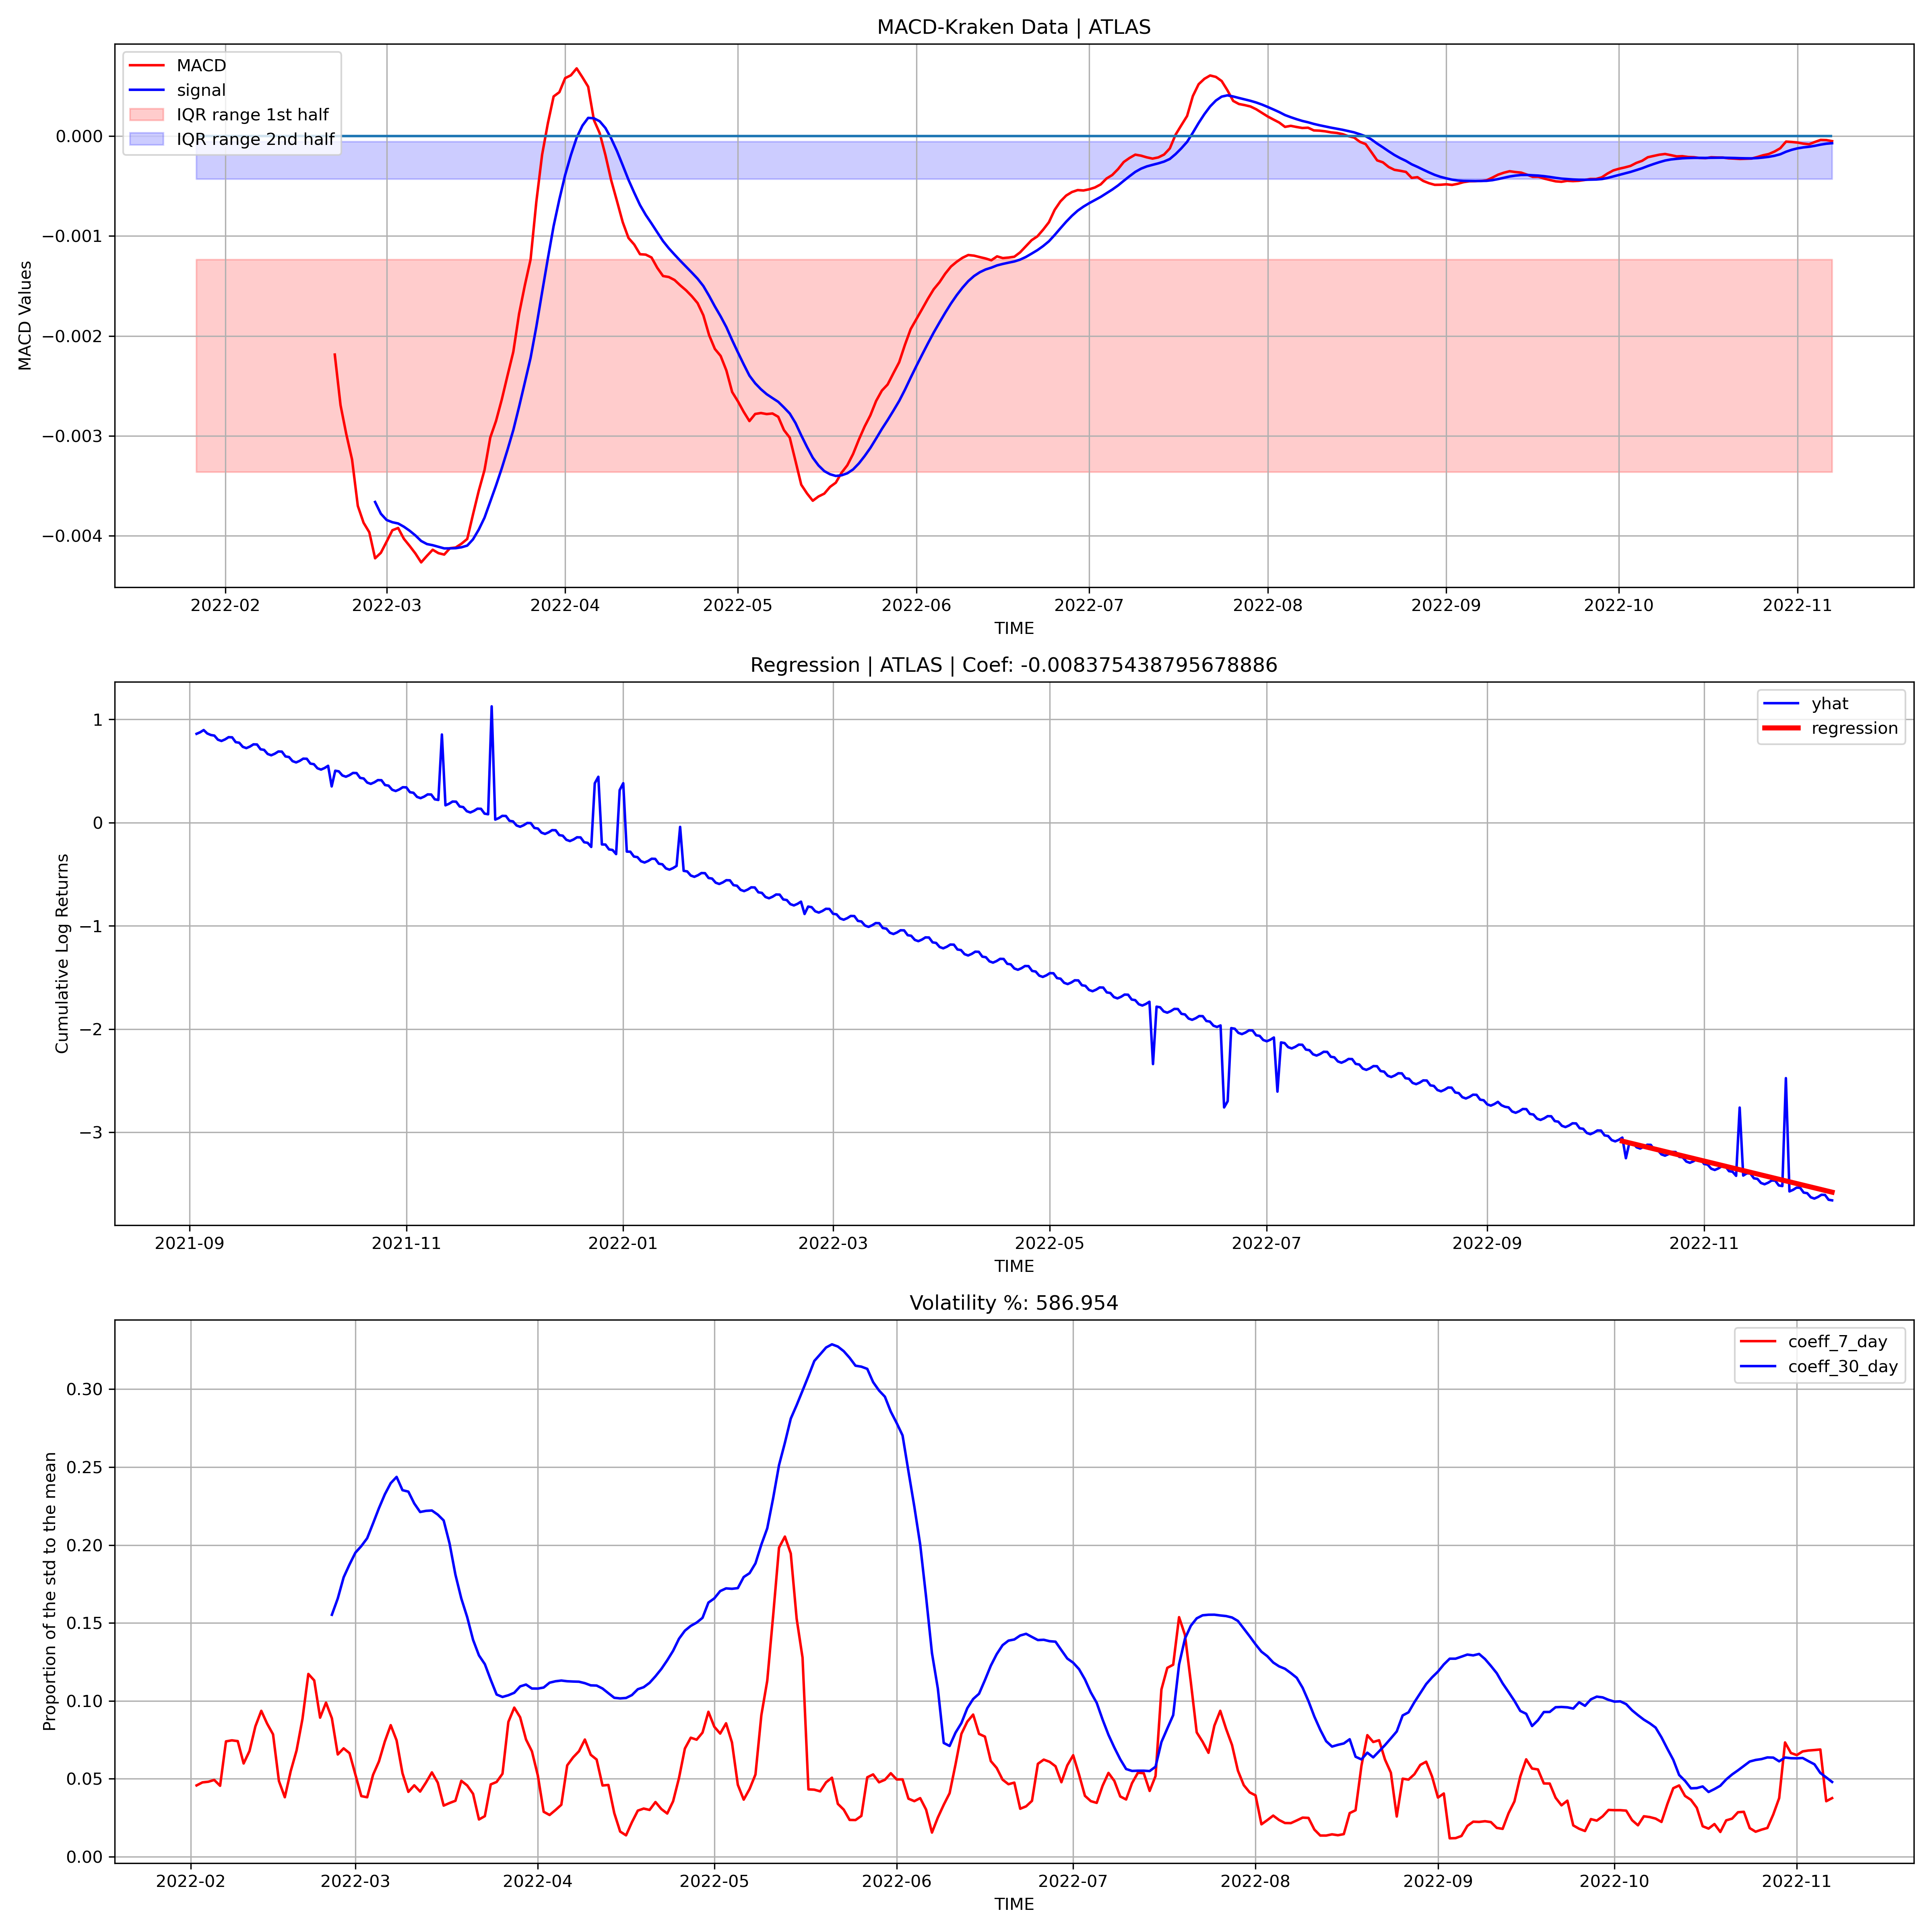 MACD-Kraken Data | ATLAS
MACD
signal
IQR range 1st half
IQR range 2nd half
MACD Values
0.000
−0.001
−0.002
−0.003
−0.004
2022-02 2022-03 2022-04 2022-05 2022-06 2022-07 2022-08 2022-09 2022-10 2022-11
TIME
Regression | ATLAS | Coef: -0.008375438795678886
yhat
regression
Cumulative Log Returns
1
0
−1
−2
−3
2021-09 2021-11 2022-01 2022-03 2022-05 2022-07 2022-09 2022-11
TIME
Volatility %: 586.954
coeff_7_day
coeff_30_day
Proportion of the std to the mean
0.30
0.25
0.20
0.15
0.10
0.05
0.00
2022-02 2022-03 2022-04 2022-05 2022-06 2022-07 2022-08 2022-09 2022-10 2022-11
TIME